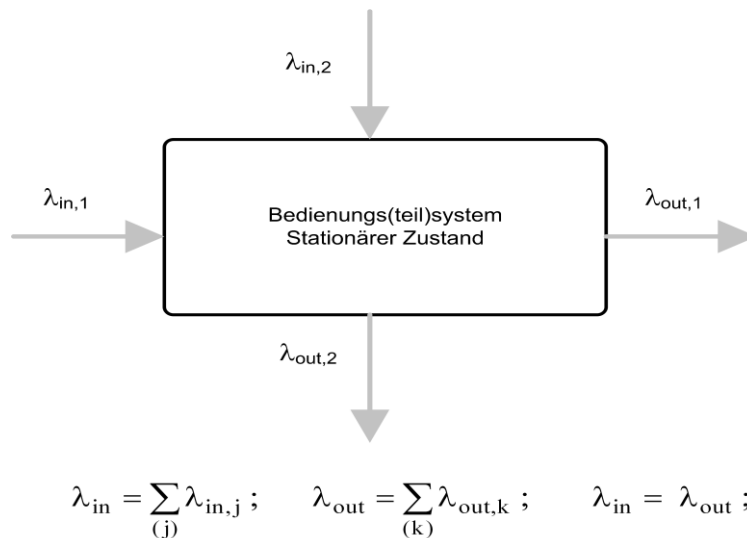 λin,2
λin,1
Bedienungs(teil)system
Stationärer Zustand
λout,1
λout,2
λin = ∑(j) λin,j ; λout = ∑(k) λout,k ; λin = λout ;